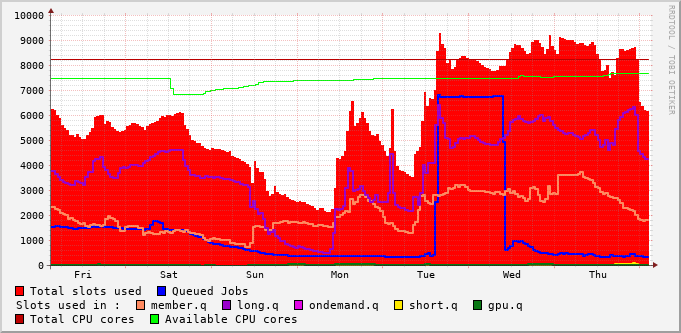 10000
9000
8000
7000
6000
5000
4000
3000
2000
1000
0
Fri Sat Sun Mon Tue Wed Thu
RRDTOOL / TOBI OETIKER
Total slots used Queued Jobs
Slots used in : member.q long.q ondemand.q short.q gpu.q
Total CPU cores Available CPU cores